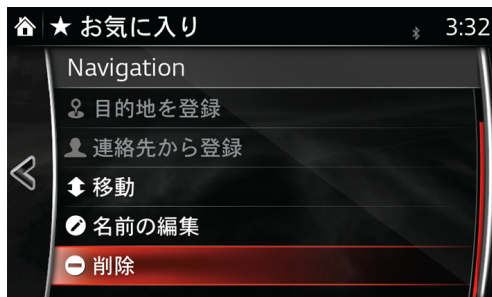 お気に入り 3:32
Navigation
目的地を登録
連絡先から登録
移動
名前の編集
削除